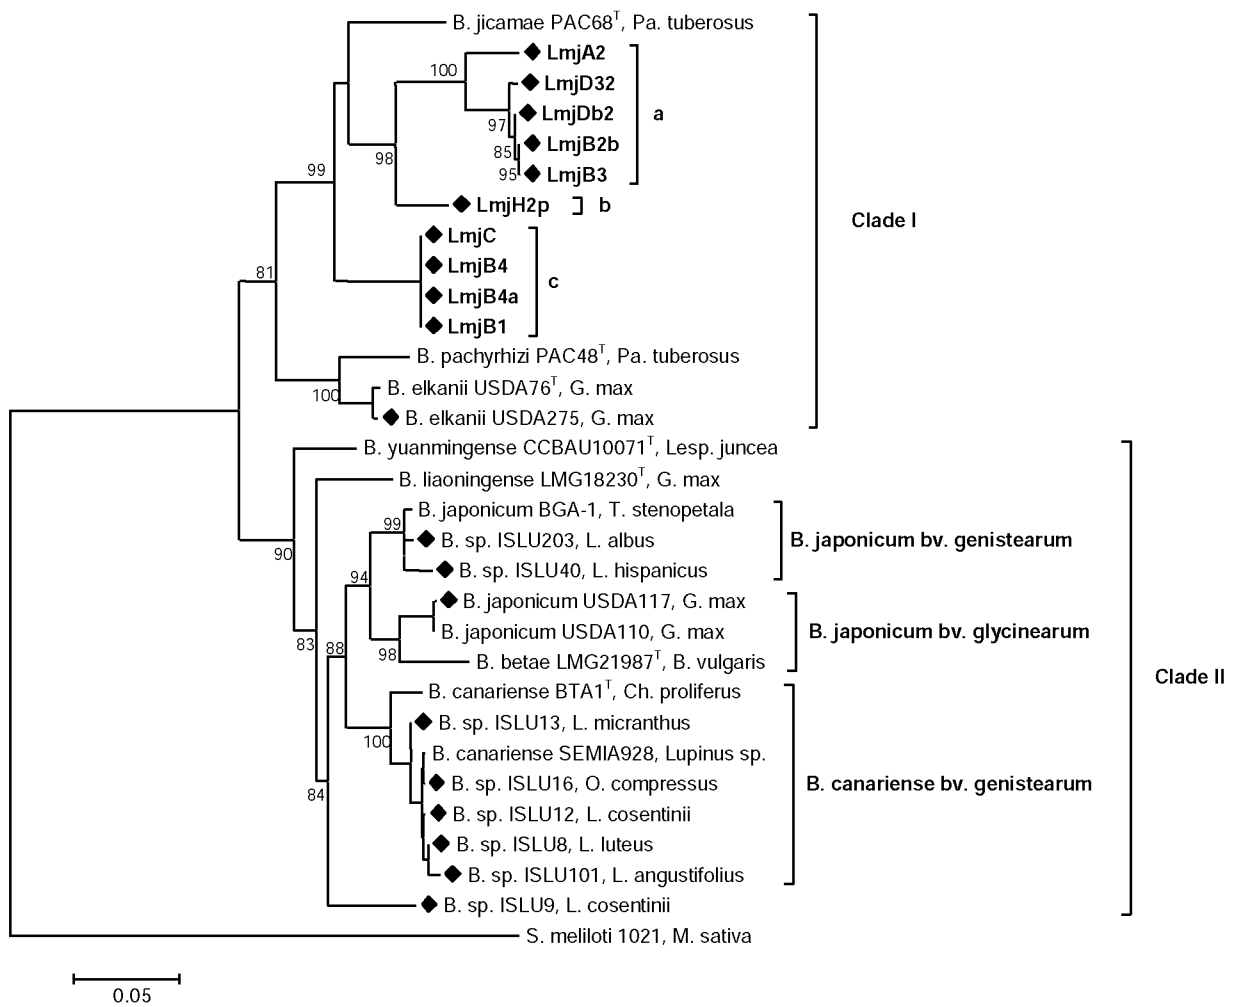 B. jicamae PAC68T, Pa. tuberosus
100
LmjA2
LmjD32
LmjDb2
a
97
LmjB2b
85
98
LmjB3
95
99
LmjH2p
b
Clade I
LmjC
LmjB4
81
c
LmjB4a
LmjB1
B. pachyrhizi PAC48T, Pa. tuberosus
B. elkanii USDA76T, G. max
100
B. elkanii USDA275, G. max
B. yuanmingense CCBAU10071T, Lesp. juncea
B. liaoningense LMG18230T, G. max
B. japonicum BGA-1, T. stenopetala
99
B. sp. ISLU203, L. albus
B. japonicum bv. genistearum
90
B. sp. ISLU40, L. hispanicus
94
B. japonicum USDA117, G. max
B. japonicum USDA110, G. max
B. japonicum bv. glycinearum
83
88
98
B. betae LMG21987T, B. vulgaris
Clade II
B. canariense BTA1T, Ch. proliferus
B. sp. ISLU13, L. micranthus
100
B. canariense SEMIA928, Lupinus sp.
B. sp. ISLU16, O. compressus
B. canariense bv. genistearum
84
B. sp. ISLU12, L. cosentinii
B. sp. ISLU8, L. luteus
B. sp. ISLU101, L. angustifolius
B. sp. ISLU9, L. cosentinii
S. meliloti 1021, M. sativa
0.05